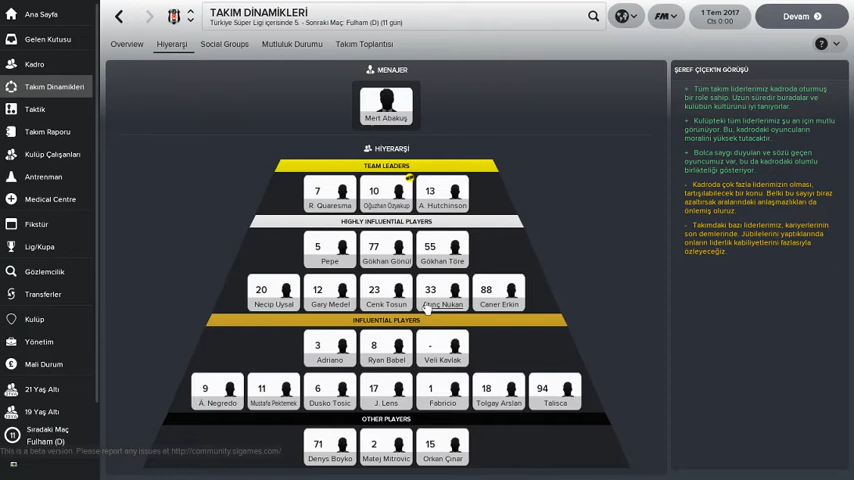 Ana Sayfa
Gelen Kutusu
Kadro
Takım Dinamikleri
Taktik
Takım Raporu
Kulüp Çalışanları
Antrenman
Medical Centre
Fikstür
Lig/Kupa
Gözlemcilik
Transferler
Kulüp
Yönetim
Mali Durum
21 Yaş Altı
19 Yaş Altı
11
Sıradaki Maç
Fulham (D)
This is a beta version. Please report any issues at http://community.sigames.com/
TAKIM DİNAMİKLERİ
Türkiye Süper Ligi içerisinde 5. - Sonraki Maç: Fulham (D) (11 gün)
FM
1 Tem 2017
Cts 0:00
Devam
Overview
Hiyerarşi
Social Groups
Mutluluk Durumu
Takım Toplantısı
?
MENAJER
Mert Abakuş
HİYERARŞİ
TEAM LEADERS
7
R. Quaresma
10
Oğuzhan Özyakup
13
A. Hutchinson
HIGHLY INFLUENTIAL PLAYERS
5
Pepe
77
Gökhan Gönül
55
Gökhan Töre
20
Necip Uysal
12
Gary Medel
23
Cenk Tosun
33
Atınç Nukan
88
Caner Erkin
INFLUENTIAL PLAYERS
3
Adriano
8
Ryan Babel
-
Veli Kavlak
9
Á. Negredo
11
Mustafa Pektemek
6
Dusko Tosic
17
J. Lens
1
Fabricio
18
Tolgay Arslan
94
Talisca
OTHER PLAYERS
71
Denys Boyko
2
Matej Mitrovic
15
Orkan Çınar
ŞEREF ÇİÇEK'IN GÖRÜŞÜ
+ Tüm takım liderlerimiz kadroda oturmuş
bir role sahip. Uzun süredir buradalar ve
kulübün kültürünü iyi tanıyorlar.
+ Kulüpteki tüm liderlerimiz şu an için mutlu
görünüyor. Bu, kadrodaki oyuncuların
moralini yüksek tutacaktır.
+ Bolca saygı duyulan ve sözü geçen
oyuncumuz var, bu da kadrodaki olumlu
birlikteliği gösteriyor.
- Kadroda çok fazla liderimizin olması,
tartışılabilecek bir konu. Belki bu sayıyı biraz
azaltırsak aralarındaki anlaşmazlıkları da
önlemiş oluruz.
- Takımdaki bazı liderlerimiz, kariyerlerinin
son demlerinde. Jübilelerini yaptıklarında
onların liderlik kabiliyetlerini fazlasıyla
özleyeceğiz.